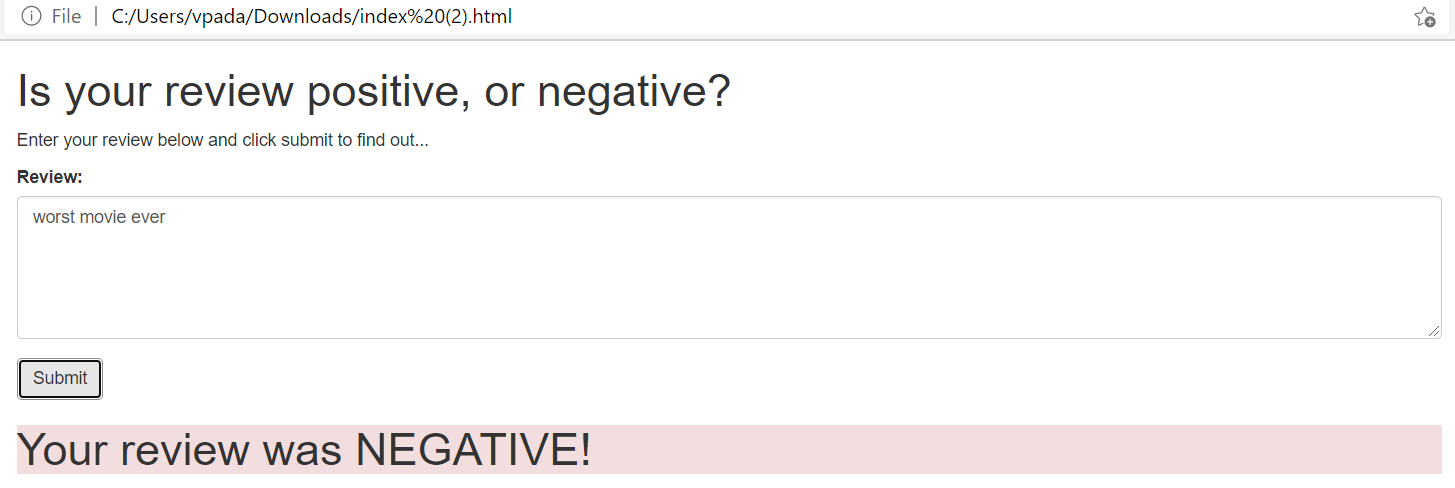 File | C:/Users/vpada/Downloads/index%20(2).html
Is your review positive, or negative?
Enter your review below and click submit to find out...
Review:
worst movie ever
Submit
Your review was NEGATIVE!